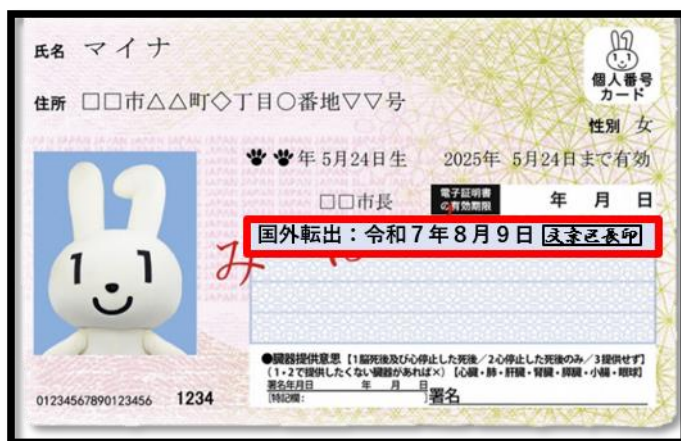 氏名 マイナ
個人番号
カード
住所 □□市△△町◇丁目○番地▽▽号
性別 女
年 5月24日生 2025年 5月24日まで有効
□□市長 電子証明書の有効期限 年 月 日
国外転出：令和7年8月9日 文京区長印
み
●臓器提供意思【1脳死後及び心停止した死後／2心停止した死後のみ／3提供せず】
(1・2で提供したくない臓器があれば×)【心臓・肺・肝臓・腎臓・膵臓・小腸・眼球】
署名年月日 年 月 日
[特記欄： ] 署名
01234567890123456 1234